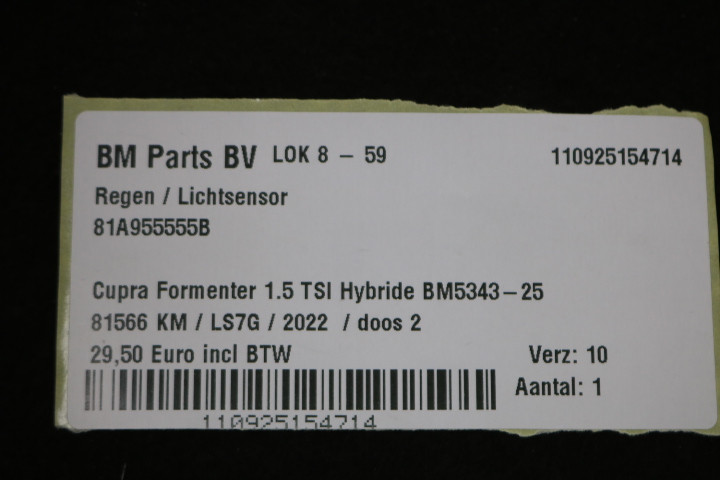 BM Parts BV LOK 8 – 59 110925154714
Regen / Lichtsensor
81A955555B
Cupra Formenter 1.5 TSI Hybride BM5343–25
81566 KM / LS7G / 2022 / doos 2
29,50 Euro incl BTW Verz: 10
Aantal: 1
110925154714